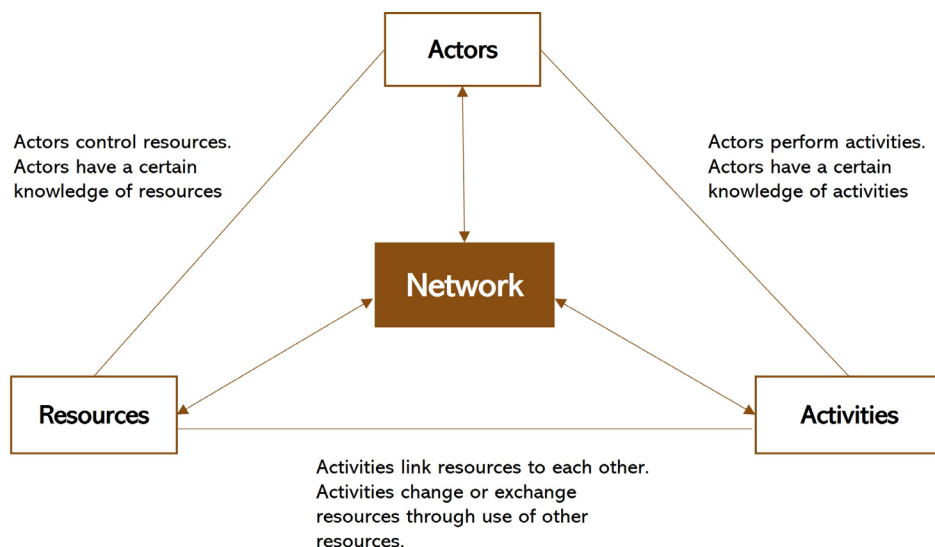 Actors
Actors control resources.
Actors have a certain
knowledge of resources
Actors perform activities.
Actors have a certain
knowledge of activities
Network
Resources
Activities
Activities link resources to each other.
Activities change or exchange
resources through use of other
resources.